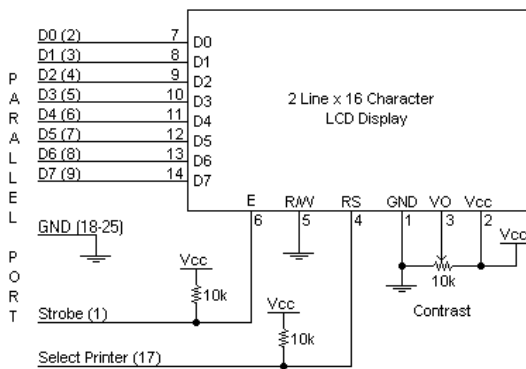 PARALLEL PORT
D0 (2) 7 D0
D1 (3) 8 D1
D2 (4) 9 D2
D3 (5) 10 D3
D4 (6) 11 D4
D5 (7) 12 D5
D6 (8) 13 D6
D7 (9) 14 D7
2 Line x 16 Character
LCD Display
E R/W RS GND VO Vcc
6 5 4 1 3 2
GND (18-25)
Vcc
Vcc
10k
10k
Contrast
Strobe (1)
Vcc
10k
Select Printer (17)